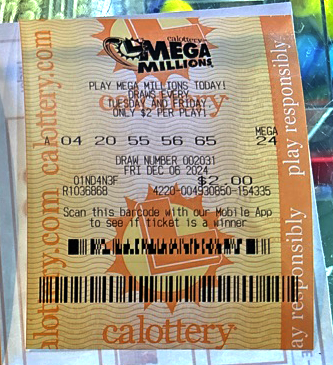 calottery
MEGA
MILLIONS
PLAY MEGA MILLIONS TODAY!
DRAWS EVERY
TUESDAY AND FRIDAY
ONLY $2 PER PLAY!
MEGA
A 04 20 55 56 65 24
DRAW NUMBER 002031
FRI DEC 06 2024
01ND4N3F $2.00
R1036868 4220-004930850-154335
Scan this barcode with our Mobile App
to see if ticket is a winner
calottery
calottery.com calottery.com
play responsibly
ay responsibly